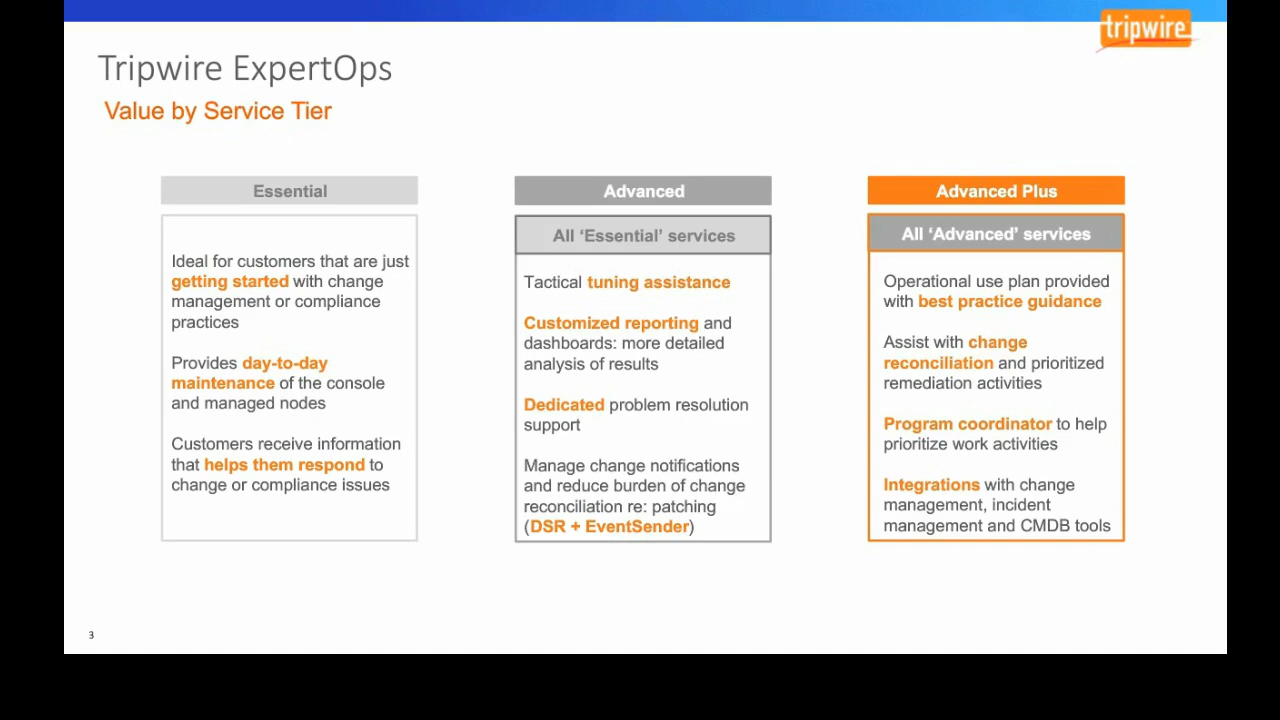 tripwire
Tripwire ExpertOps
Value by Service Tier
Essential
Ideal for customers that are just
getting started with change
management or compliance
practices
Provides day-to-day
maintenance of the console
and managed nodes
Customers receive information
that helps them respond to
change or compliance issues
Advanced
All ‘Essential’ services
Tactical tuning assistance
Customized reporting and
dashboards: more detailed
analysis of results
Dedicated problem resolution
support
Manage change notifications
and reduce burden of change
reconciliation re: patching
(DSR + EventSender)
Advanced Plus
All ‘Advanced’ services
Operational use plan provided
with best practice guidance
Assist with change
reconciliation and prioritized
remediation activities
Program coordinator to help
prioritize work activities
Integrations with change
management, incident
management and CMDB tools
3